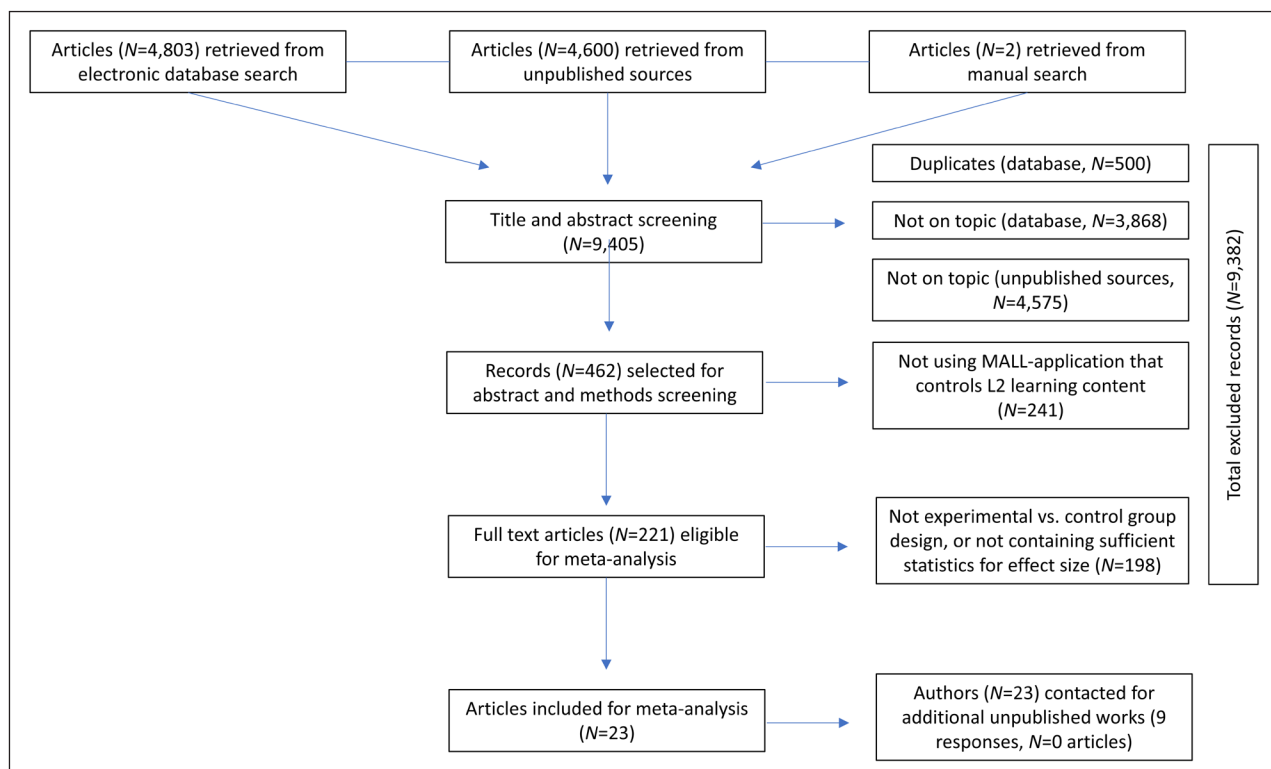 Articles (N=4,803) retrieved from
electronic database search
Articles (N=4,600) retrieved from
unpublished sources
Articles (N=2) retrieved from
manual search
Duplicates (database, N=500)
Title and abstract screening
(N=9,405)
Not on topic (database, N=3,868)
Not on topic (unpublished sources,
N=4,575)
Records (N=462) selected for
abstract and methods screening
Not using MALL-application that
controls L2 learning content
(N=241)
Full text articles (N=221) eligible
for meta-analysis
Not experimental vs. control group
design, or not containing sufficient
statistics for effect size (N=198)
Total excluded records (N=9,382)
Articles included for meta-analysis
(N=23)
Authors (N=23) contacted for
additional unpublished works (9
responses, N=0 articles)